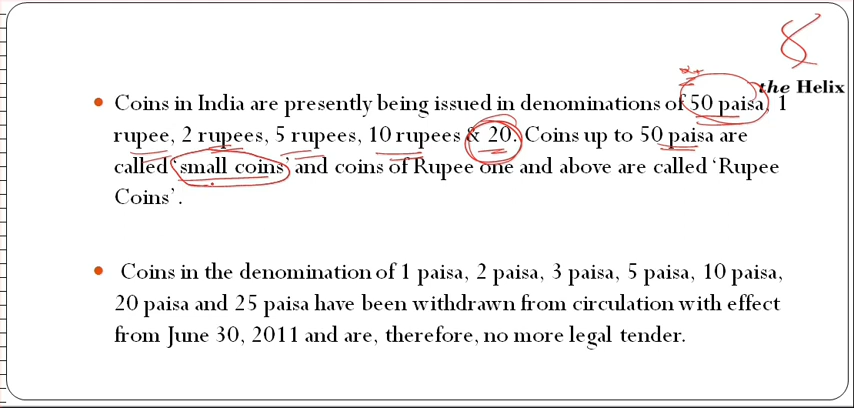 8
the Helix
• Coins in India are presently being issued in denominations of 50 paisa, 1
rupee, 2 rupees, 5 rupees, 10 rupees & 20. Coins up to 50 paisa are
called ‘small coins’ and coins of Rupee one and above are called ‘Rupee
Coins’.
• Coins in the denomination of 1 paisa, 2 paisa, 3 paisa, 5 paisa, 10 paisa,
20 paisa and 25 paisa have been withdrawn from circulation with effect
from June 30, 2011 and are, therefore, no more legal tender.